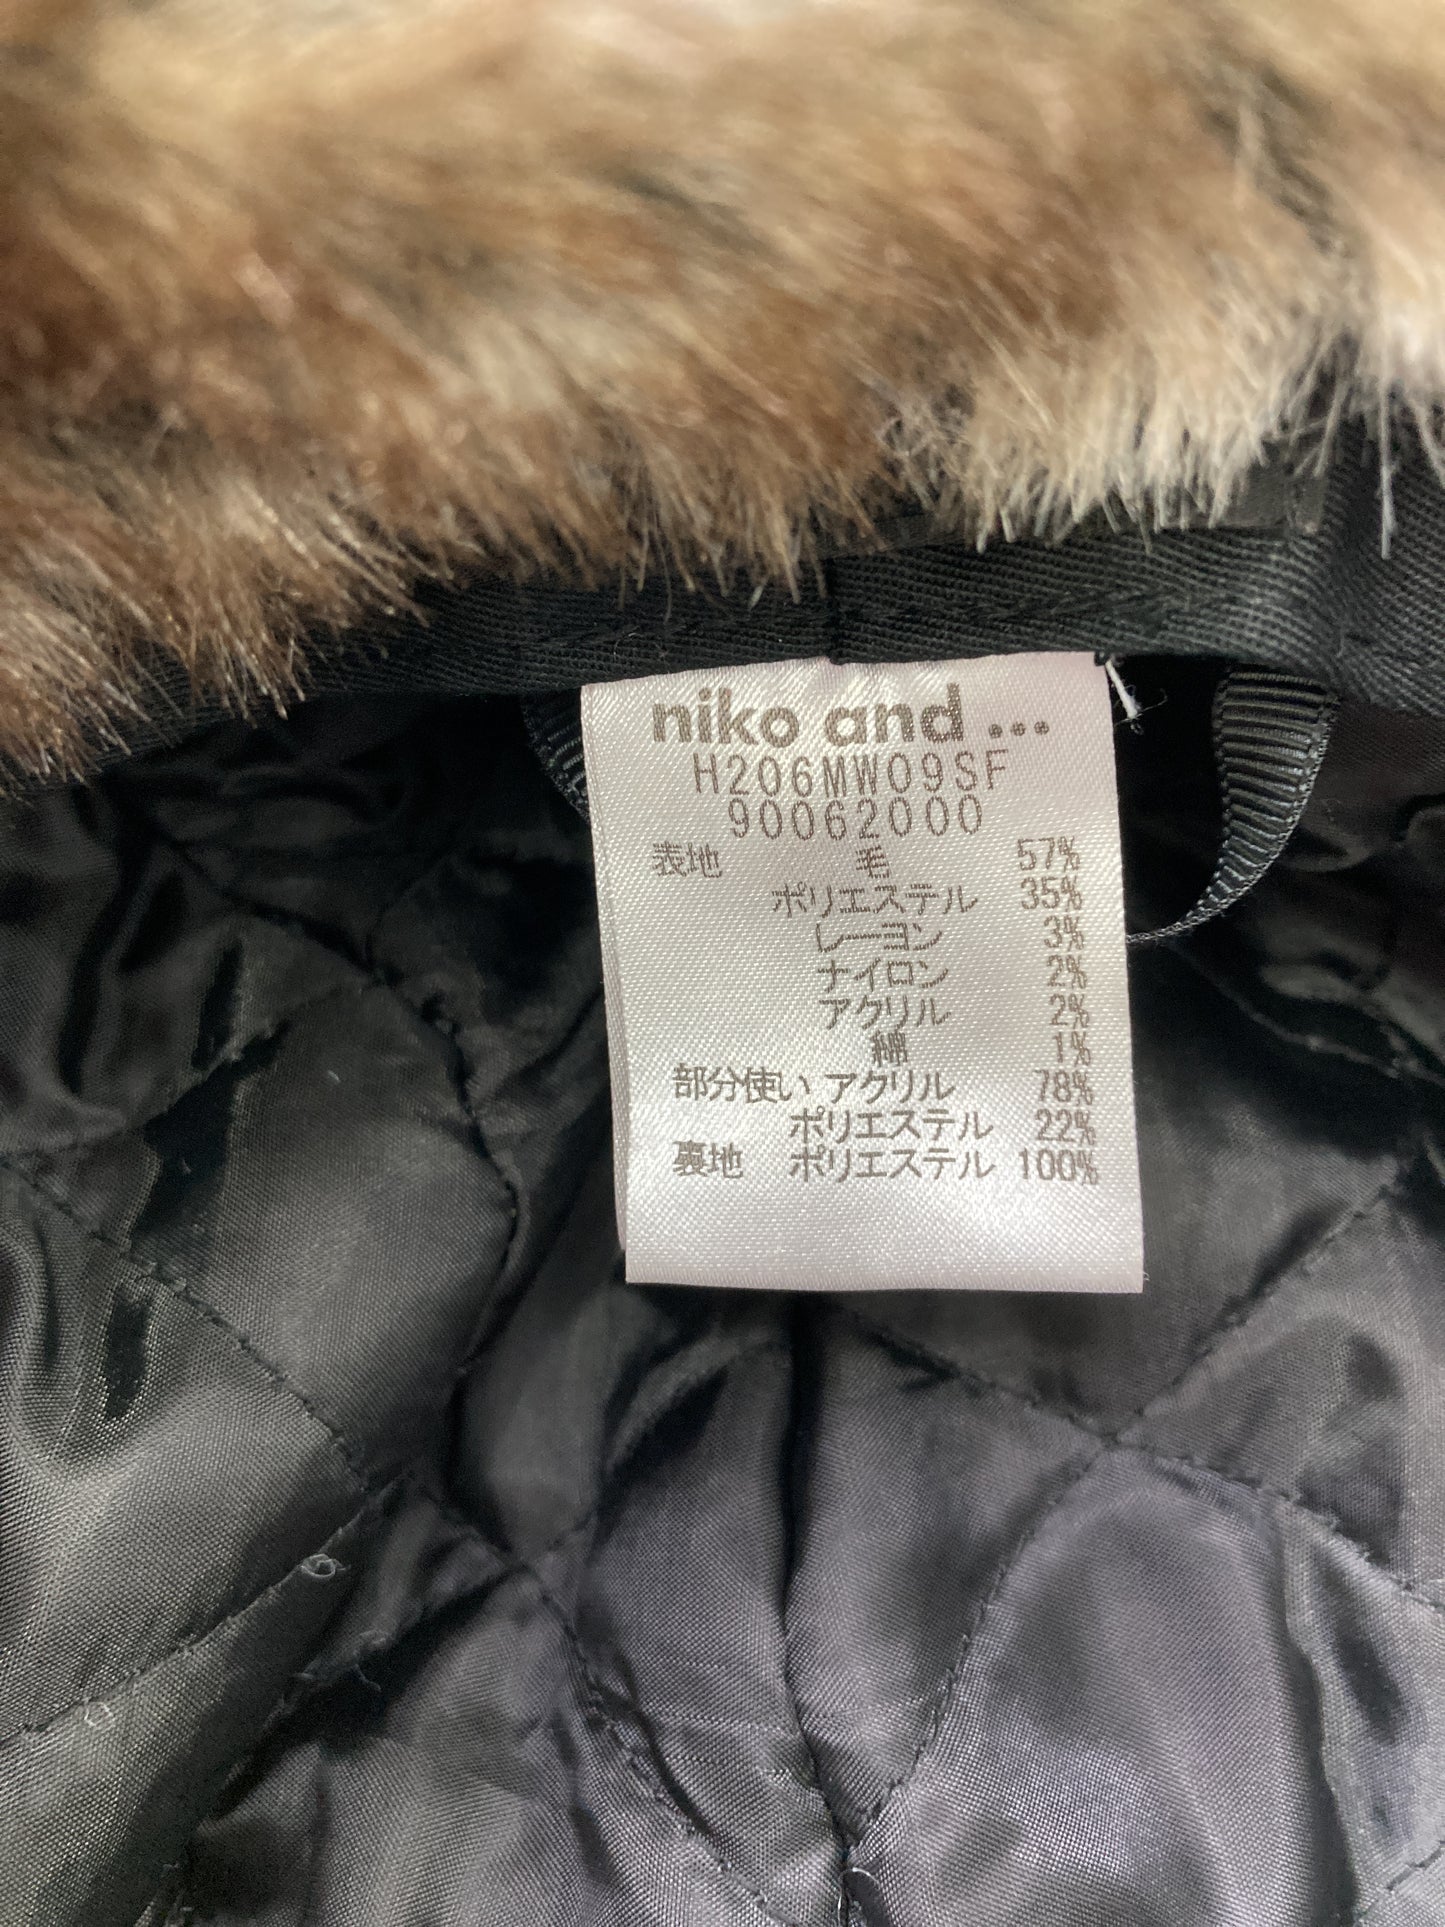 niko and ...
H206MW09SF
90062000
表地 毛 57%
ポリエステル 35%
レーヨン 3%
ナイロン 2%
アクリル 2%
綿 1%
部分使い アクリル 78%
ポリエステル 22%
裏地 ポリエステル 100%